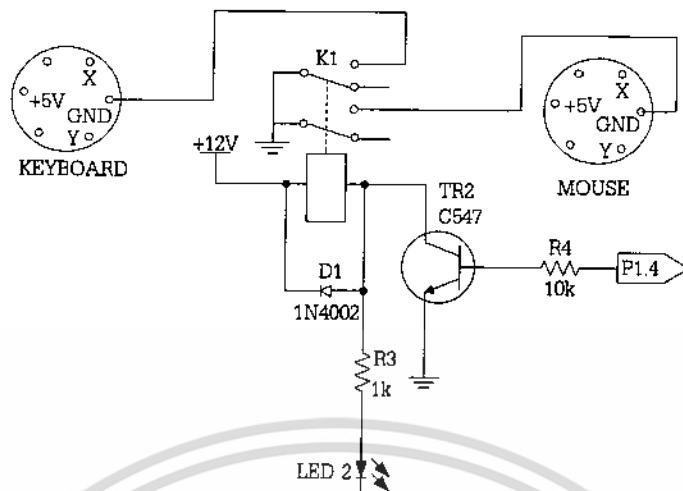 K1
X
+5V
GND
Y
KEYBOARD
X
+5V
GND
Y
MOUSE
+12V
TR2
C547
R4
10k
P1.4
D1
1N4002
R3
1k
LED 2